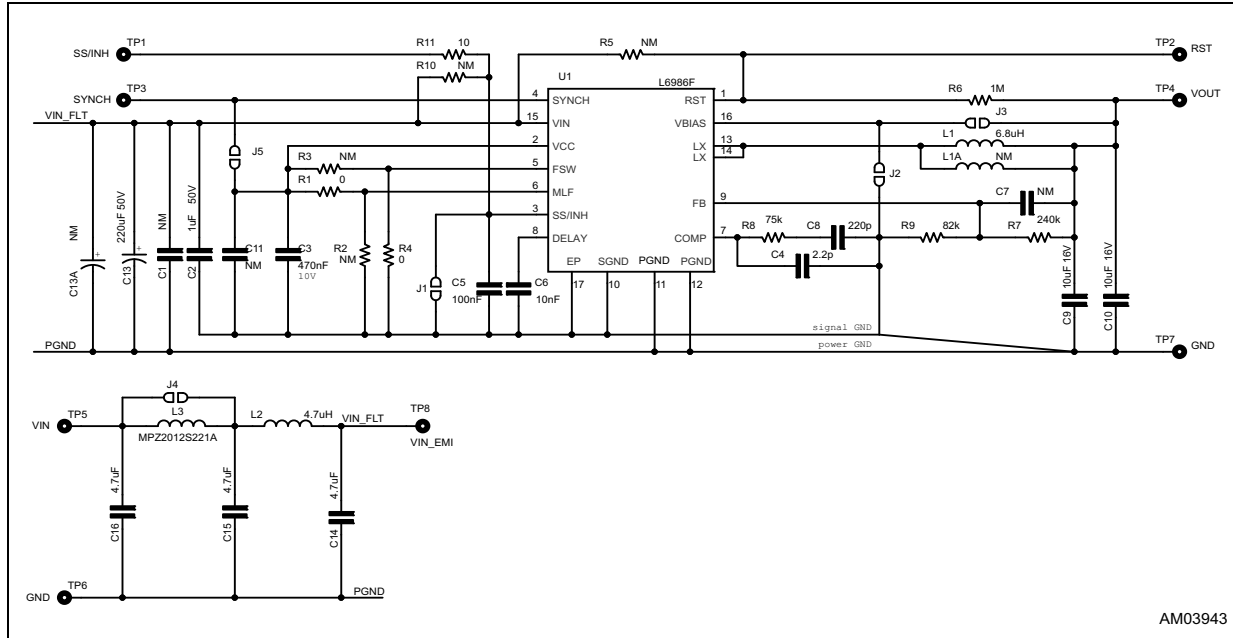 TP1
SS/INH
R11 10
R10 NM
R5 NM
TP2
RST
U1
L6986F
TP3
SYNCH
4 SYNCH
RST 1
R6 1M
TP4
VOUT
VIN_FLT
15 VIN
VBIAS 16
J3
2 VCC
LX 13
LX 14
L1 6.8uH
L1A NM
J5
R3 NM
5 FSW
R1 0
6 MLF
J2
3 SS/INH
FB 9
C7 NM
8 DELAY
COMP 7
R8 75k
C8 220p
C4 2.2p
R9 82k
R7 240k
C13A NM
C13 220uF 50V
C1 NM
C2 1uF 50V
C11
NM
C3
470nF
10V
R2
NM
R4
0
J1
C5
100nF
C6
10nF
EP SGND PGND PGND
17 10 11 12
C9 10uF 16V
C10 10uF 16V
signal GND
power GND
PGND
TP7
GND
J4
VIN
TP5
L3
MPZ2012S221A
L2 4.7uH
VIN_FLT
TP8
VIN_EMI
C16 4.7uF
C15 4.7uF
C14 4.7uF
GND
TP6
PGND
AM03943